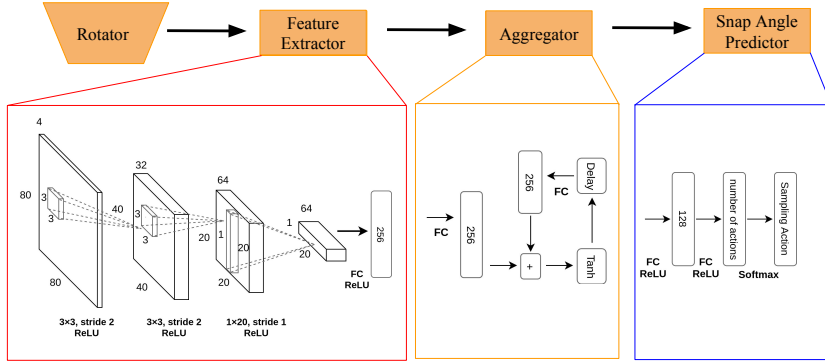 Rotator
Feature
Extractor
Aggregator
Snap Angle
Predictor
4
80
3
3
80
32
40
3
3
40
64
20
1
20
20
64
1
20
256
FC
ReLU
3×3, stride 2
ReLU
3×3, stride 2
ReLU
1×20, stride 1
ReLU
FC
256
256
FC
Delay
+
Tanh
FC
ReLU
128
FC
ReLU
number of actions
Softmax
Sampling Action